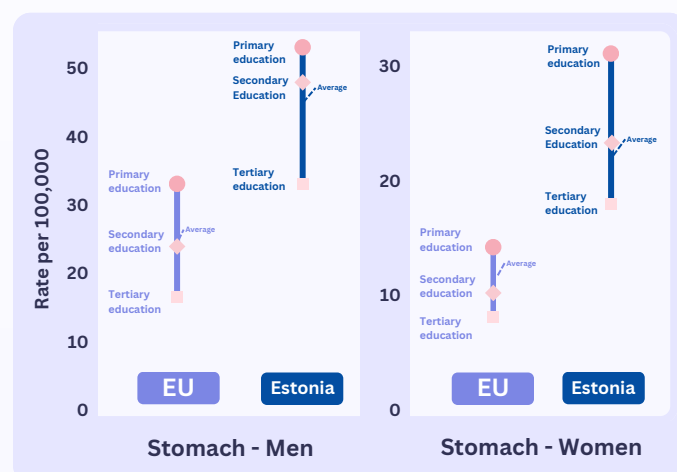 Rate per 100,000
50
40
30
20
10
0
Primary
education
Secondary
education
Average
Tertiary
education
EU
Primary
education
Secondary
Education
Average
Tertiary
education
Estonia
Stomach - Men
30
20
10
0
Primary
education
Average
Secondary
education
Tertiary
education
EU
Primary
education
Secondary
Education
Average
Tertiary
education
Estonia
Stomach - Women